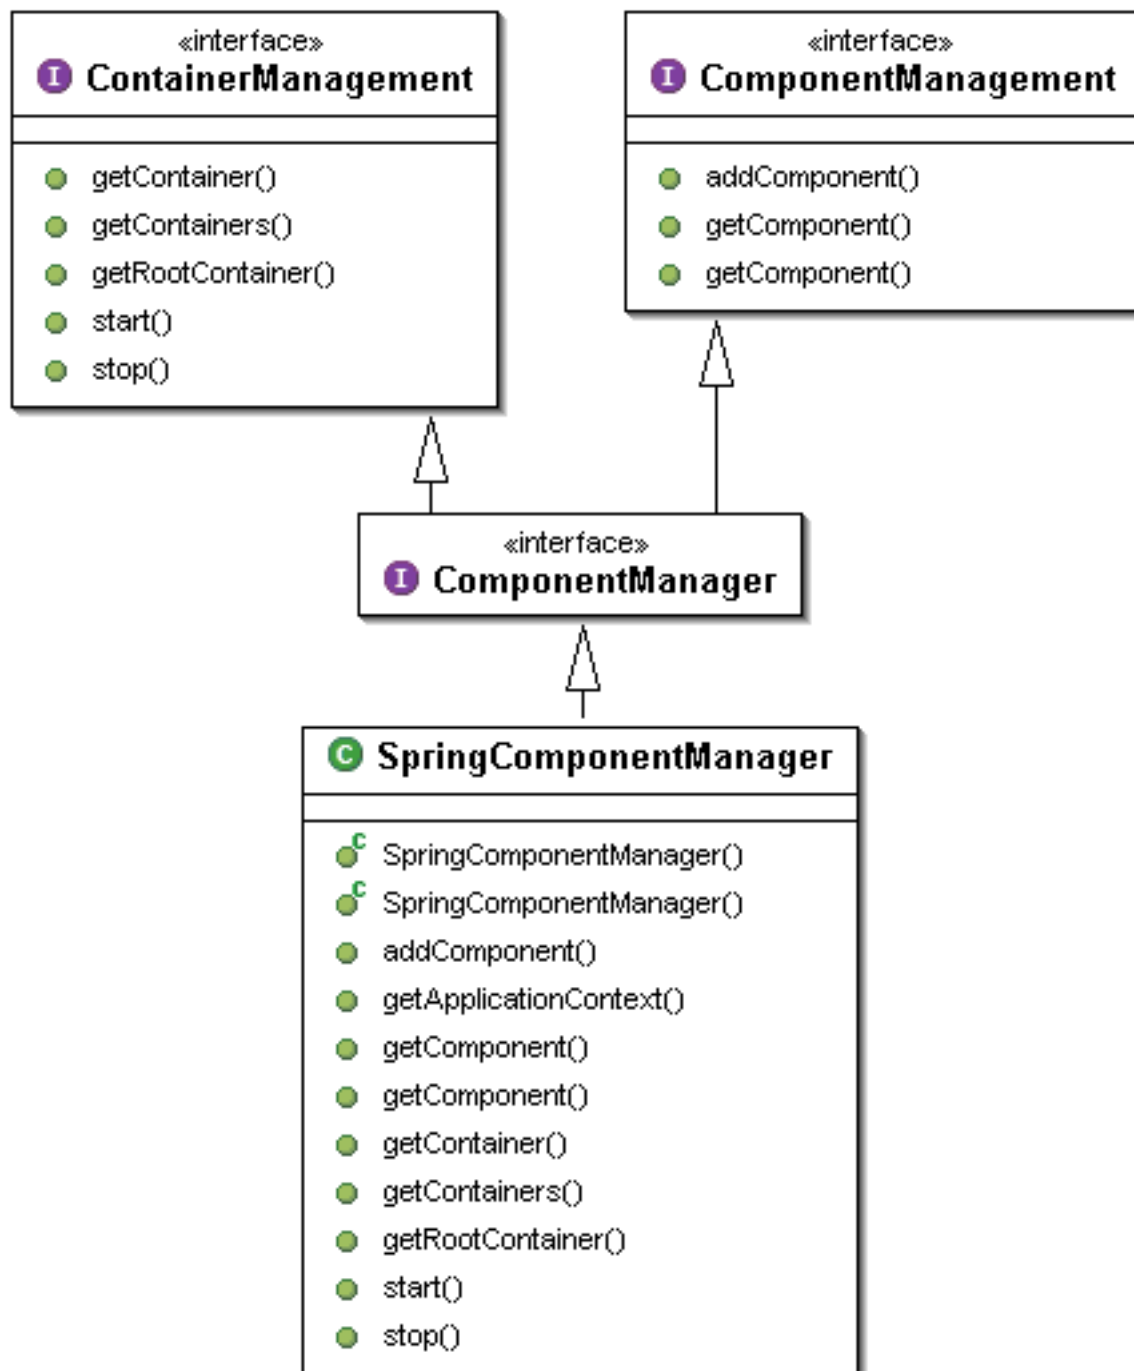 «interface»
I ContainerManagement
getContainer()
getContainers()
getRootContainer()
start()
stop()
«interface»
I ComponentManagement
addComponent()
getComponent()
getComponent()
«interface»
I ComponentManager
C SpringComponentManager
C SpringComponentManager()
C SpringComponentManager()
addComponent()
getApplicationContext()
getComponent()
getComponent()
getContainer()
getContainers()
getRootContainer()
start()
stop()